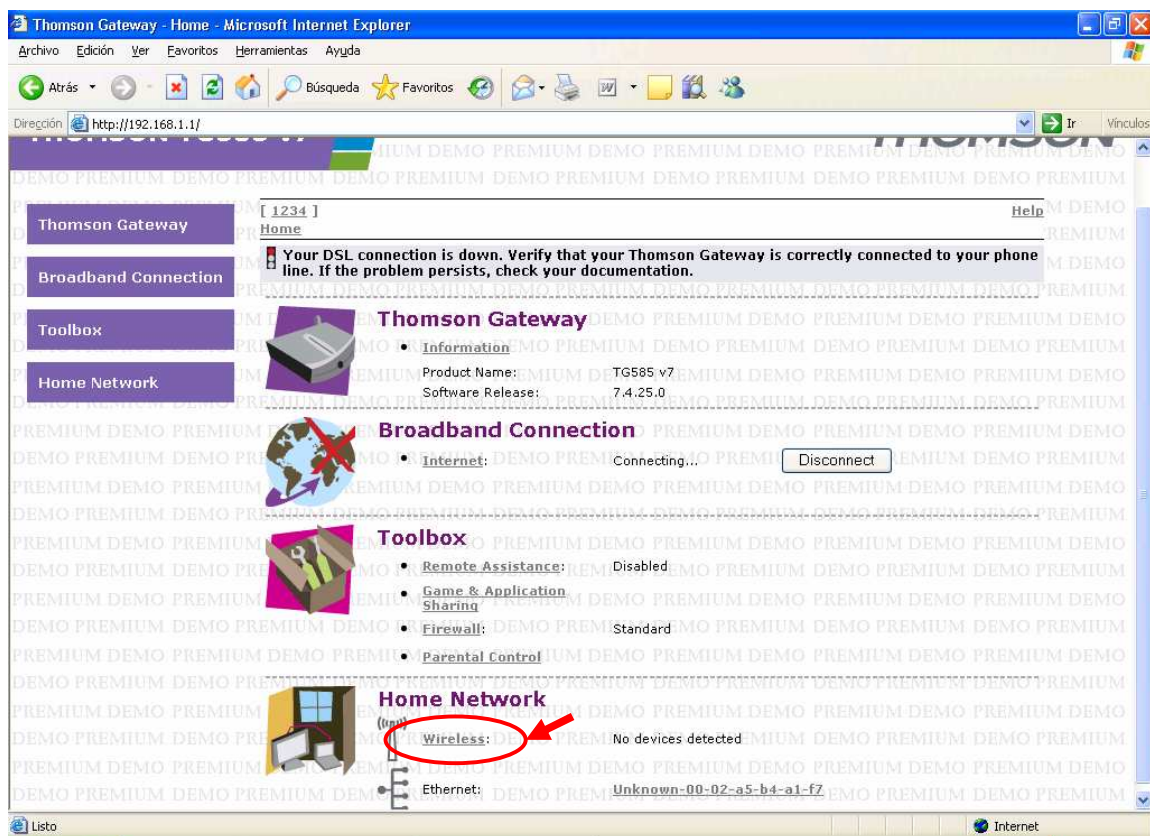 Thomson Gateway - Home - Microsoft Internet Explorer
Archivo Edición Ver Favoritos Herramientas Ayuda
Atrás Búsqueda Favoritos
Dirección http://192.168.1.1/ Ir Vínculos
THOMSON
[ 1234 ] Help
Home
Your DSL connection is down. Verify that your Thomson Gateway is correctly connected to your phone
line. If the problem persists, check your documentation.
Thomson Gateway
Broadband Connection
Toolbox
Home Network
Thomson Gateway
Information
Product Name: TG585 v7
Software Release: 7.4.25.0
Broadband Connection
Internet: Connecting... Disconnect
Toolbox
Remote Assistance: Disabled
Game & Application
Sharing
Firewall: Standard
Parental Control
Home Network
Wireless: No devices detected
Ethernet: Unknown-00-02-a5-b4-a1-f7
Listo Internet